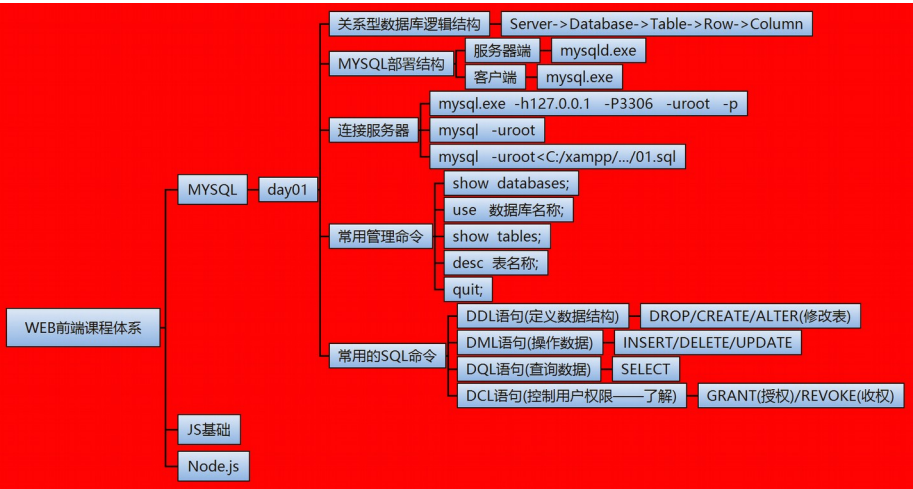 关系型数据库逻辑结构
Server->Database->Table->Row->Column
MYSQL部署结构
服务器端
mysqld.exe
客户端
mysql.exe
连接服务器
mysql.exe -h127.0.0.1 -P3306 -uroot -p
mysql -uroot
mysql -uroot<C:/xampp/.../01.sql
MYSQL
day01
常用管理命令
show databases;
use 数据库名称;
show tables;
desc 表名称;
quit;
WEB前端课程体系
常用的SQL命令
DDL语句(定义数据结构)
DROP/CREATE/ALTER(修改表)
DML语句(操作数据)
INSERT/DELETE/UPDATE
DQL语句(查询数据)
SELECT
DCL语句(控制用户权限——了解)
GRANT(授权)/REVOKE(收权)
JS基础
Node.js